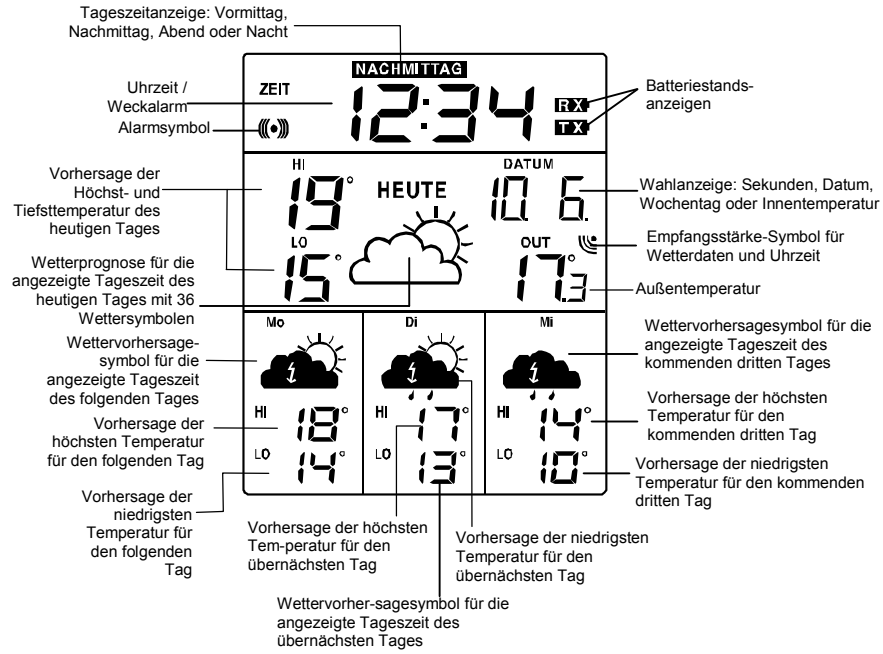 Tageszeitanzeige: Vormittag,
Nachmittag, Abend oder Nacht
Uhrzeit /
Weckalarm
Alarmsymbol
ZEIT
NACHMITTAG
12:34
RX
TX
Batteriestands-
anzeigen
Vorhersage der
Höchst- und
Tiefsttemperatur des
heutigen Tages
HI
19°
HEUTE
DATUM
10. 6.
Wahlanzeige: Sekunden, Datum,
Wochentag oder Innentemperatur
LO
15°
OUT
17.3°
Empfangsstärke-Symbol für
Wetterdaten und Uhrzeit
Außentemperatur
Wetterprognose für die
angezeigte Tageszeit des
heutigen Tages mit 36
Wettersymbolen
Mo
Di
Mi
Wettervorhersage-
symbol für die
angezeigte Tageszeit
des folgenden Tages
Wettervorhersagesymbol für die
angezeigte Tageszeit des
kommenden dritten Tages
HI 18°
HI 17°
HI 14°
LO 14°
LO 13°
LO 10°
Vorhersage der
höchsten Temperatur
für den folgenden Tag
Vorhersage der höchsten
Temperatur für den
kommenden dritten Tag
Vorhersage der
niedrigsten
Temperatur für
den folgenden
Tag
Vorhersage der niedrigsten
Temperatur für den kommenden
dritten Tag
Vorhersage der höchsten
Tem-peratur für den
übernächsten Tag
Vorhersage der niedrigsten
Temperatur für den
übernächsten Tag
Wettervorher-sagesymbol für die
angezeigte Tageszeit des
übernächsten Tages